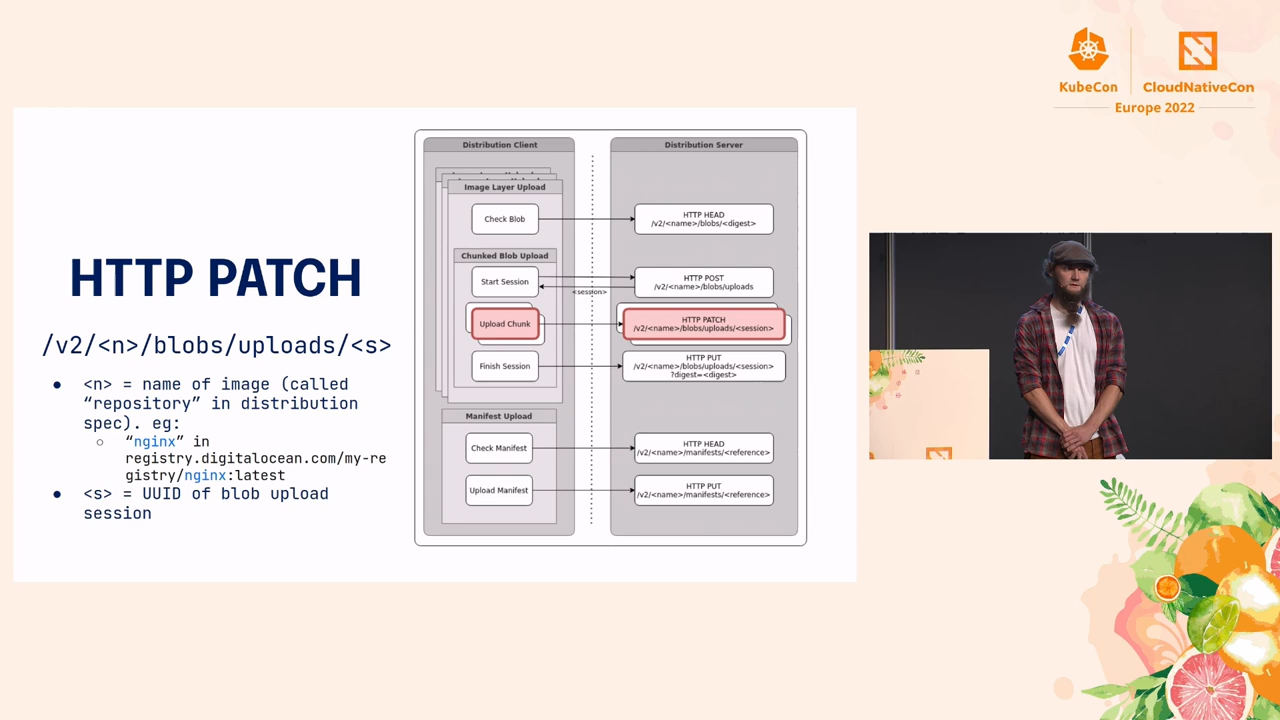 KubeCon
CloudNativeCon
Europe 2022
HTTP PATCH
/v2/<n>/blobs/uploads/<s>
● <n> = name of image (called
“repository” in distribution
spec). eg:
○ “nginx” in
registry.digitalocean.com/my-re
gistry/nginx:latest
● <s> = UUID of blob upload
session
Distribution Client
Distribution Server
Image Layer Upload
Check Blob
HTTP HEAD
/v2/<name>/blobs/<digest>
Chunked Blob Upload
Start Session
<session>
HTTP POST
/v2/<name>/blobs/uploads
Upload Chunk
HTTP PATCH
/v2/<name>/blobs/uploads/<session>
Finish Session
HTTP PUT
/v2/<name>/blobs/uploads/<session>
?digest=<digest>
Manifest Upload
Check Manifest
HTTP HEAD
/v2/<name>/manifests/<reference>
Upload Manifest
HTTP PUT
/v2/<name>/manifests/<reference>